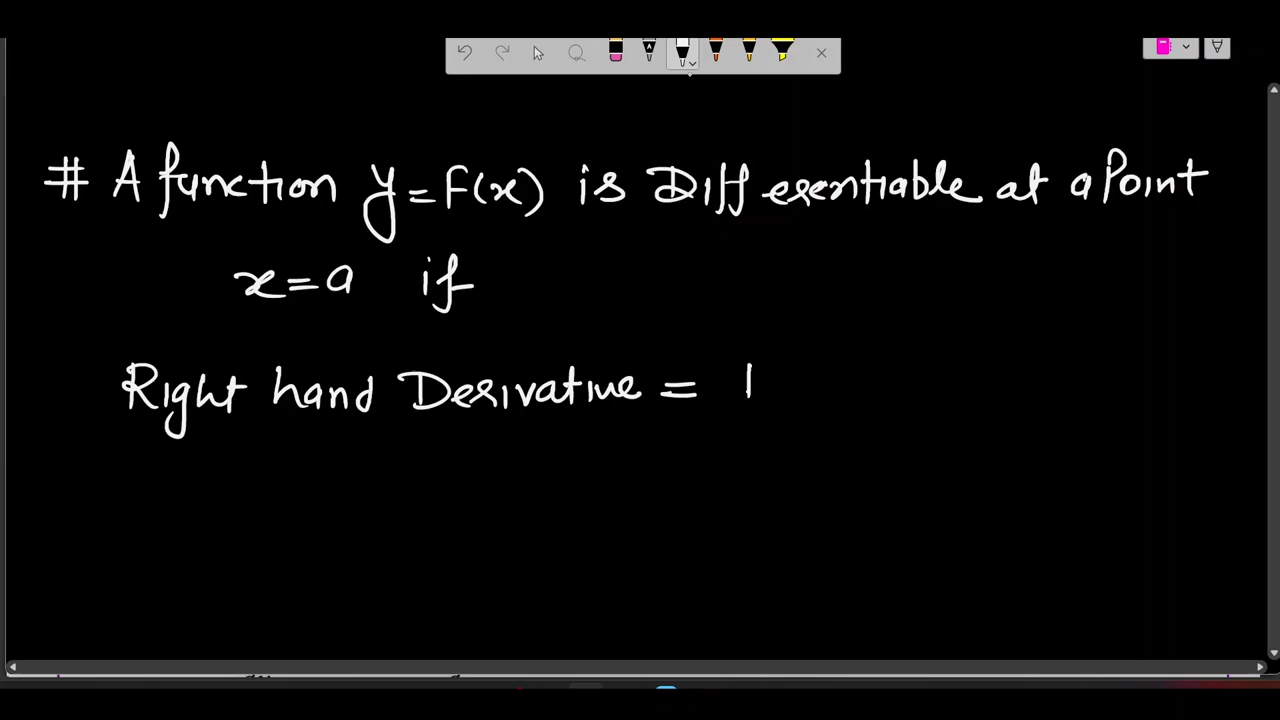 # A function y=f(x) is Differentiable at a Point
x=a if
Right hand Derivative =